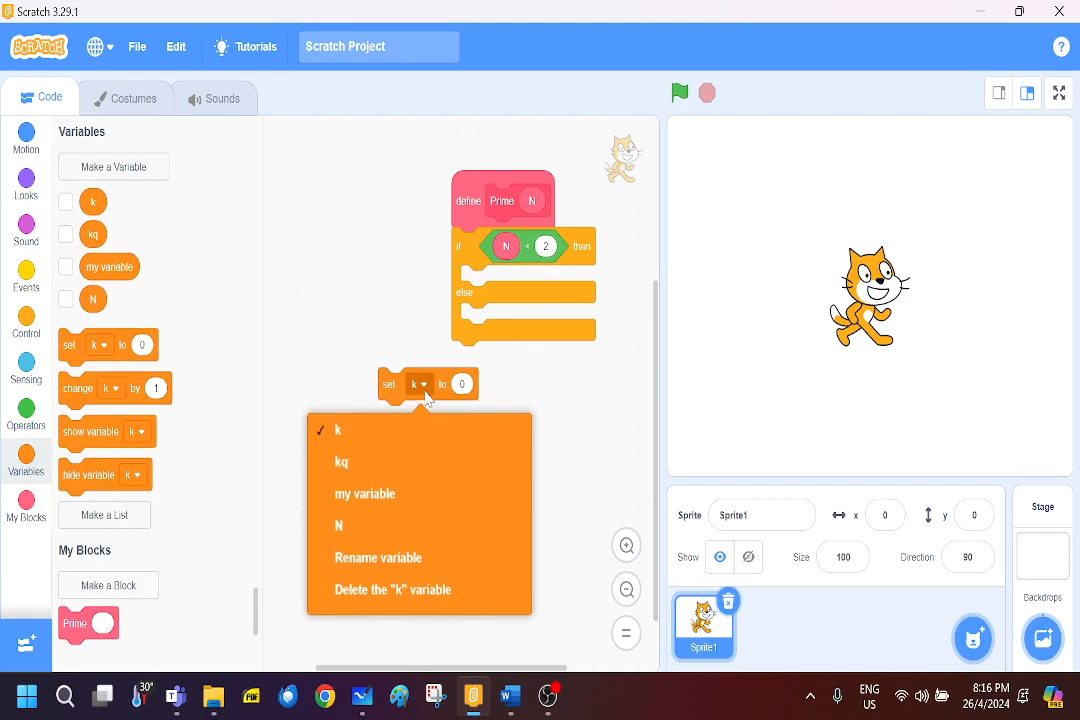 Scratch 3.29.1
SCRATCH File Edit Tutorials Scratch Project ?
Code Costumes Sounds
Motion
Looks
Sound
Events
Control
Sensing
Operators
Variables
My Blocks
Variables
Make a Variable
k
kq
my variable
N
set k to 0
change k by 1
show variable k
hide variable k
Make a List
My Blocks
Make a Block
Prime
define Prime N
if N < 2 then
else
set k to 0
✓ k
kq
my variable
N
Rename variable
Delete the "k" variable
Sprite Sprite1 x 0 y 0
Show Size 100 Direction 90
Sprite1
Stage
Backdrops
30°
PDF
ENG
US
8:16 PM
26/4/2024
PRE